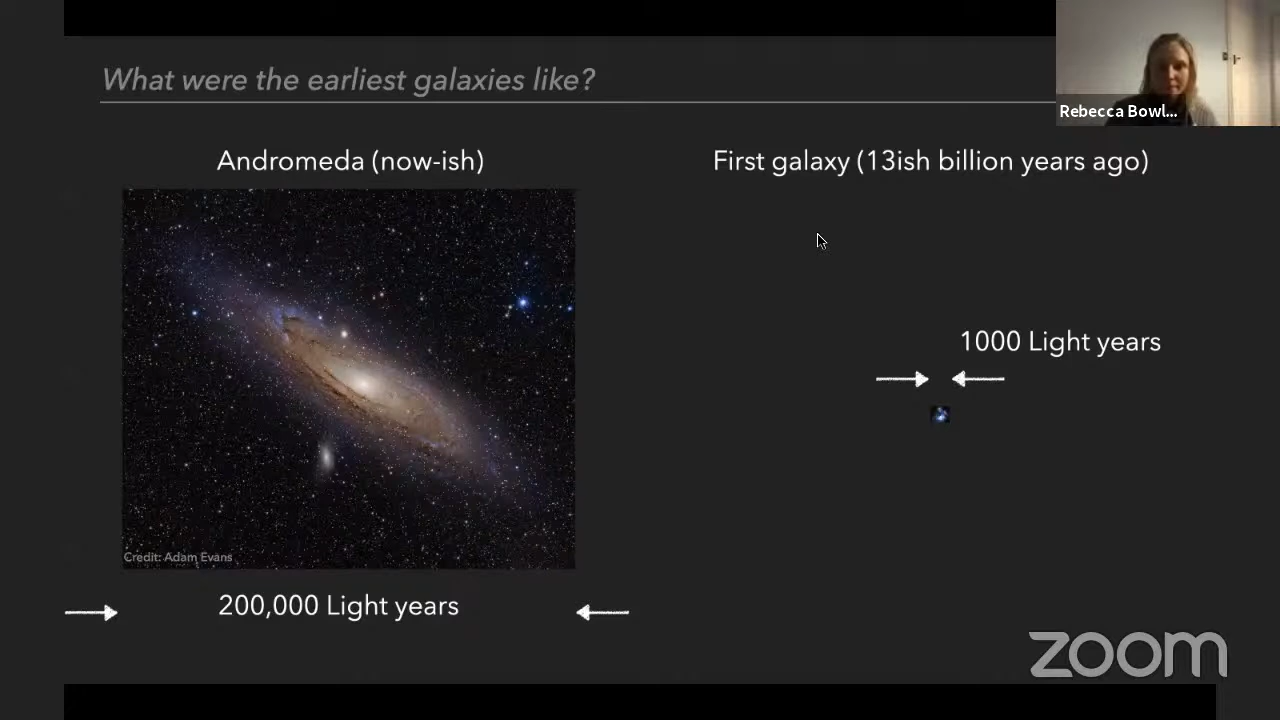 What were the earliest galaxies like?
Rebecca Bowl...
Andromeda (now-ish)
First galaxy (13ish billion years ago)
1000 Light years
Credit: Adam Evans
200,000 Light years
zoom